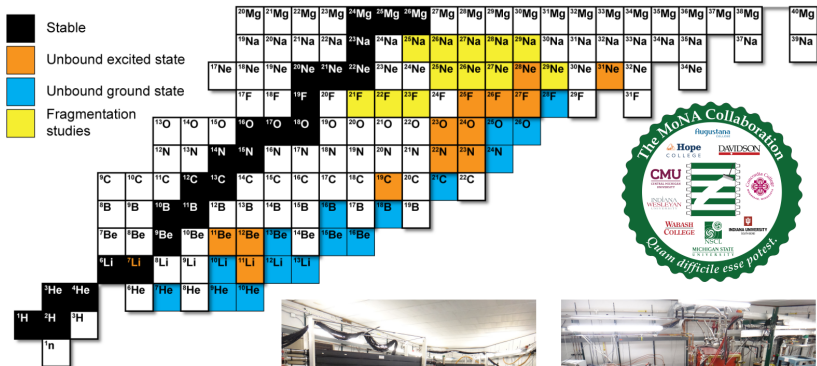 Stable
Unbound excited state
Unbound ground state
Fragmentation
studies
²⁰Mg ²¹Mg ²²Mg ²³Mg ²⁴Mg ²⁵Mg ²⁶Mg ²⁷Mg ²⁸Mg ²⁹Mg ³⁰Mg ³¹Mg ³²Mg ³³Mg ³⁴Mg ³⁵Mg ³⁶Mg ³⁷Mg ³⁸Mg ⁴⁰Mg
¹⁹Na ²⁰Na ²¹Na ²²Na ²³Na ²⁴Na ²⁵Na ²⁶Na ²⁷Na ²⁸Na ²⁹Na ³⁰Na ³¹Na ³²Na ³³Na ³⁴Na ³⁵Na ³⁷Na ³⁹Na
¹⁷Ne ¹⁸Ne ¹⁹Ne ²⁰Ne ²¹Ne ²²Ne ²³Ne ²⁴Ne ²⁵Ne ²⁶Ne ²⁷Ne ²⁸Ne ²⁹Ne ³⁰Ne ³¹Ne ³²Ne ³⁴Ne
¹⁷F ¹⁸F ¹⁹F ²⁰F ²¹F ²²F ²³F ²⁴F ²⁵F ²⁶F ²⁷F ²⁸F ²⁹F ³¹F
¹³O ¹⁴O ¹⁵O ¹⁶O ¹⁷O ¹⁸O ¹⁹O ²⁰O ²¹O ²²O ²³O ²⁴O ²⁵O ²⁶O
¹²N ¹³N ¹⁴N ¹⁵N ¹⁶N ¹⁷N ¹⁸N ¹⁹N ²⁰N ²¹N ²²N ²³N ²⁴N
⁹C ¹⁰C ¹¹C ¹²C ¹³C ¹⁴C ¹⁵C ¹⁶C ¹⁷C ¹⁸C ¹⁹C ²⁰C ²¹C ²²C
⁸B ⁹B ¹⁰B ¹¹B ¹²B ¹³B ¹⁴B ¹⁵B ¹⁶B ¹⁷B ¹⁸B ¹⁹B
⁷Be ⁸Be ⁹Be ¹⁰Be ¹¹Be ¹²Be ¹³Be ¹⁴Be ¹⁵Be ¹⁶Be
⁶Li ⁷Li ⁸Li ⁹Li ¹⁰Li ¹¹Li ¹²Li ¹³Li
³He ⁴He ⁶He ⁷He ⁸He ⁹He ¹⁰He
¹H ²H ³H
¹n
The MoNA Collaboration
Augustana
Hope
COLLEGE
DAVIDSON
CMU
CENTRAL MICHIGAN
UNIVERSITY
INDIANA
WESLEYAN
WABASH
COLLEGE
NSCL
INDIANA UNIVERSITY
MICHIGAN STATE
UNIVERSITY
Quam difficile esse potest.